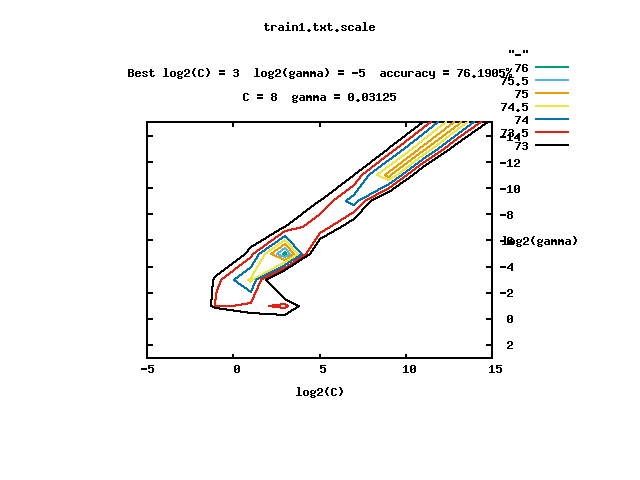 train1.txt.scale
"-"
Best log2(C) = 3 log2(gamma) = -5 accuracy = 76.1905%
76
75.5
75
74.5
74
73.5
73
C = 8 gamma = 0.03125
-14
-12
-10
-8
-6
-4
-2
0
2
log2(gamma)
-5 0 5 10 15
log2(C)